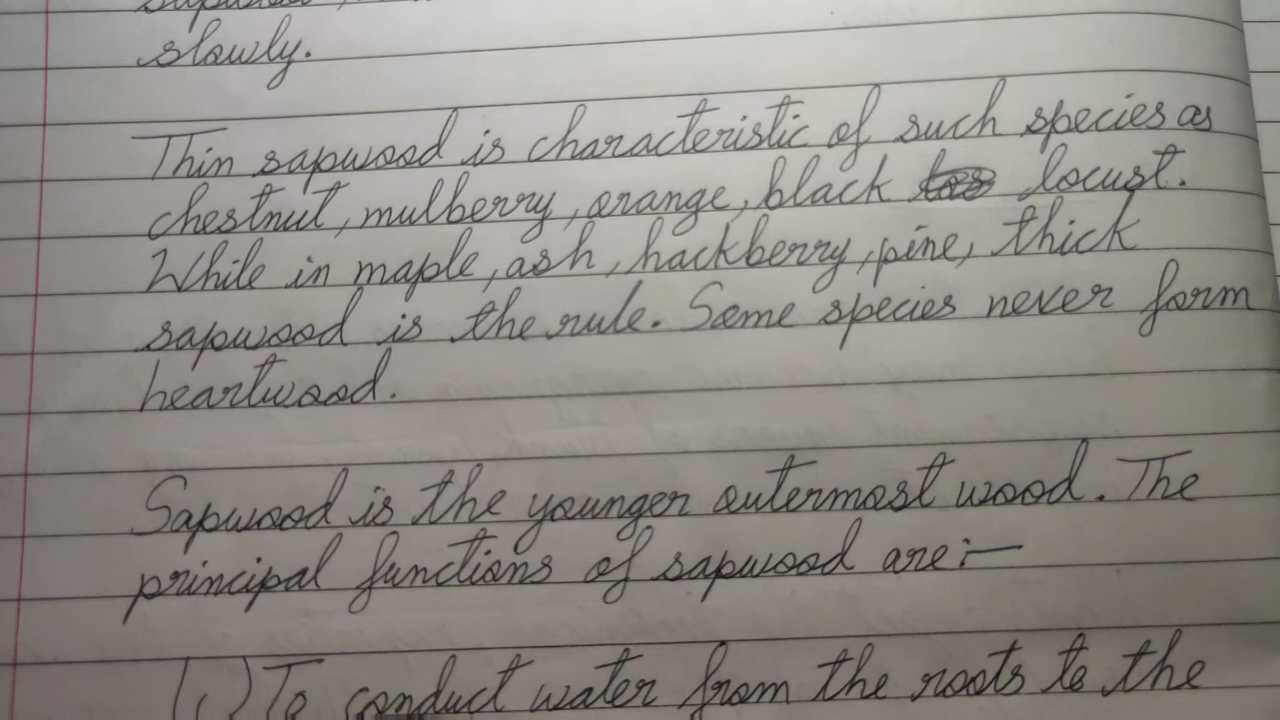 slowly.
Thin sapwood is characteristic of such species as
chestnut, mulberry, orange, black locust.
While in maple, ash, hackberry, pine, thick
sapwood is the rule. Some species never form
heartwood.
Sapwood is the younger outermost wood. The
principal functions of sapwood are:-
(i) To conduct water from the roots to the